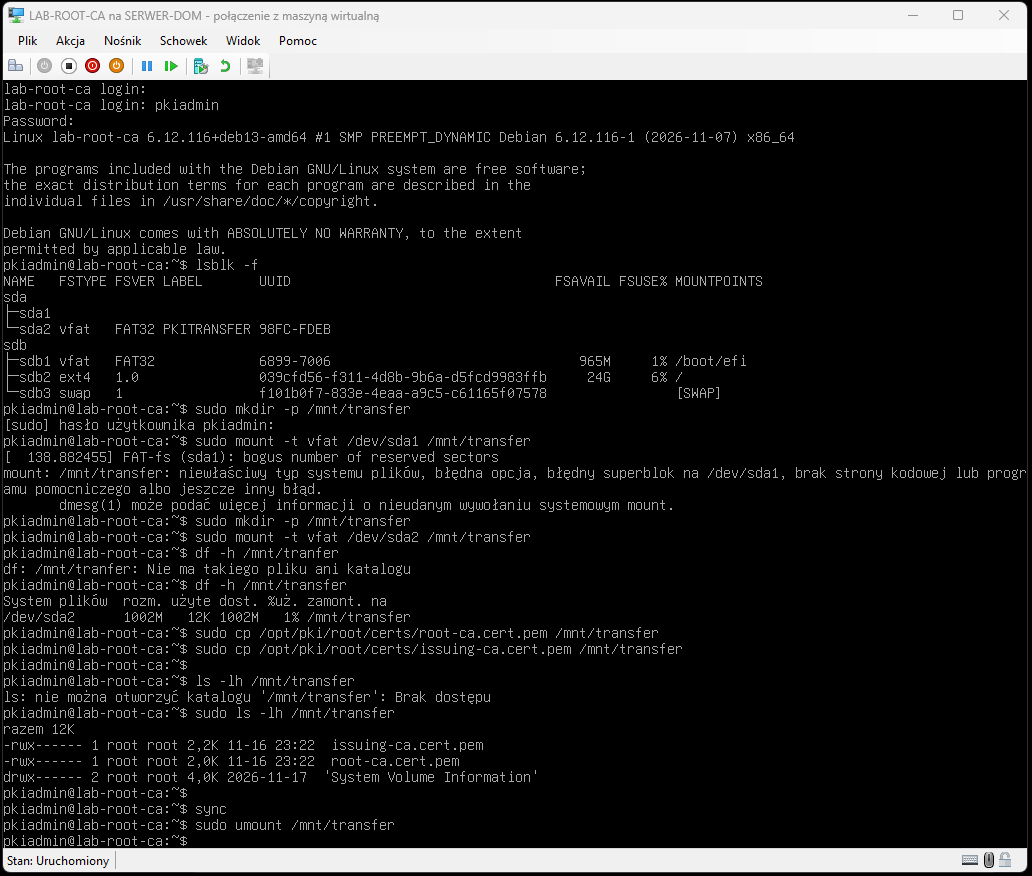 LAB-ROOT-CA na SERWER-DOM - połączenie z maszyną wirtualną
Plik Akcja Nośnik Schowek Widok Pomoc
lab-root-ca login:
lab-root-ca login: pkiadmin
Password:
Linux lab-root-ca 6.12.116+deb13-amd64 #1 SMP PREEMPT_DYNAMIC Debian 6.12.116-1 (2026-11-07) x86_64
The programs included with the Debian GNU/Linux system are free software;
the exact distribution terms for each program are described in the
individual files in /usr/share/doc/*/copyright.
Debian GNU/Linux comes with ABSOLUTELY NO WARRANTY, to the extent
permitted by applicable law.
pkiadmin@lab-root-ca:~$ lsblk -f
NAME   FSTYPE FSVER LABEL       UUID                                 FSAVAIL FSUSE% MOUNTPOINTS
sda
├─sda1
└─sda2 vfat   FAT32 PKITRANSFER 98FC-FDEB
sdb
├─sdb1 vfat   FAT32             6899-7006                               965M     1% /boot/efi
├─sdb2 ext4   1.0               039cfd56-f311-4d8b-9b6a-d5fcd9983ffb     24G     6% /
└─sdb3 swap   1                 f101b0f7-833e-4eaa-a9c5-c61165f07578                [SWAP]
pkiadmin@lab-root-ca:~$ sudo mkdir -p /mnt/transfer
[sudo] hasło użytkownika pkiadmin:
pkiadmin@lab-root-ca:~$ sudo mount -t vfat /dev/sda1 /mnt/transfer
[  138.882455] FAT-fs (sda1): bogus number of reserved sectors
mount: /mnt/transfer: niewłaściwy typ systemu plików, błędna opcja, błędny superblok na /dev/sda1, brak strony kodowej lub progr
amu pomocniczego albo jeszcze inny błąd.
       dmesg(1) może podać więcej informacji o nieudanym wywołaniu systemowym mount.
pkiadmin@lab-root-ca:~$ sudo mkdir -p /mnt/transfer
pkiadmin@lab-root-ca:~$ sudo mount -t vfat /dev/sda2 /mnt/transfer
pkiadmin@lab-root-ca:~$ df -h /mnt/tranfer
df: /mnt/tranfer: Nie ma takiego pliku ani katalogu
pkiadmin@lab-root-ca:~$ df -h /mnt/transfer
System plików  rozm. użyte dost. %uż. zamont. na
/dev/sda2      1002M   12K 1002M   1% /mnt/transfer
pkiadmin@lab-root-ca:~$ sudo cp /opt/pki/root/certs/root-ca.cert.pem /mnt/transfer
pkiadmin@lab-root-ca:~$ sudo cp /opt/pki/root/certs/issuing-ca.cert.pem /mnt/transfer
pkiadmin@lab-root-ca:~$
pkiadmin@lab-root-ca:~$ ls -lh /mnt/transfer
ls: nie można otworzyć katalogu '/mnt/transfer': Brak dostępu
pkiadmin@lab-root-ca:~$ sudo ls -lh /mnt/transfer
razem 12K
-rwx------ 1 root root 2,2K 11-16 23:22  issuing-ca.cert.pem
-rwx------ 1 root root 2,0K 11-16 23:22  root-ca.cert.pem
drwx------ 2 root root 4,0K 2026-11-17  'System Volume Information'
pkiadmin@lab-root-ca:~$
pkiadmin@lab-root-ca:~$ sync
pkiadmin@lab-root-ca:~$ sudo umount /mnt/transfer
pkiadmin@lab-root-ca:~$
Stan: Uruchomiony